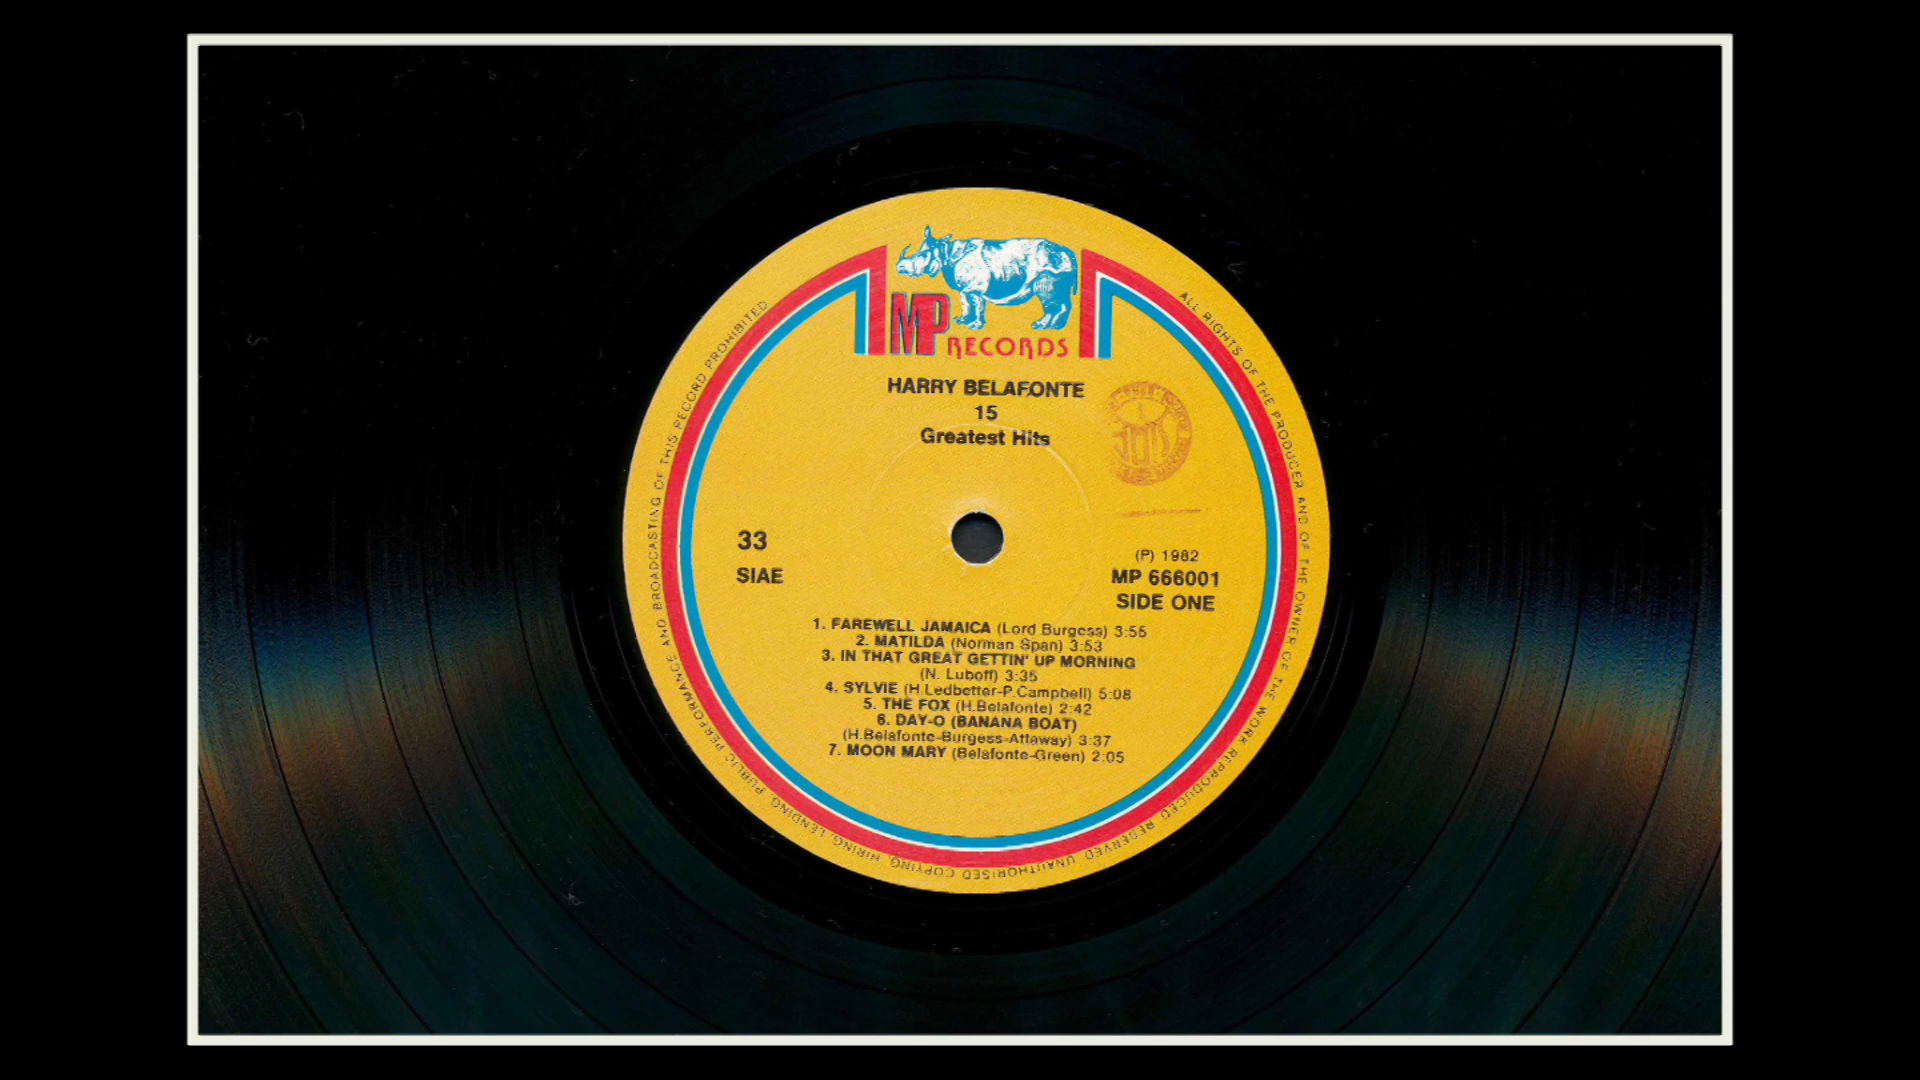 MP
RECORDS
HARRY BELAFONTE
15
Greatest Hits
33
SIAE
(P) 1982
MP 666001
SIDE ONE
1. FAREWELL JAMAICA (Lord Burgess) 3:55
2. MATILDA (Norman Span) 3:53
3. IN THAT GREAT GETTIN' UP MORNING
(N. Luboff) 3:35
4. SYLVIE (H.Ledbetter-P.Campbell) 5:08
5. THE FOX (H.Belafonte) 2:42
6. DAY-O (BANANA BOAT)
(H.Belafonte-Burgess-Attaway) 3:37
7. MOON MARY (Belafonte-Green) 2:05
ALL RIGHTS OF THE PRODUCER AND OF THE OWNER OF THE WORK REPRODUCED RESERVED UNAUTHORISED COPYING, HIRING, LENDING, PUBLIC PERFORMANCE AND BROADCASTING OF THIS RECORD PROHIBITED